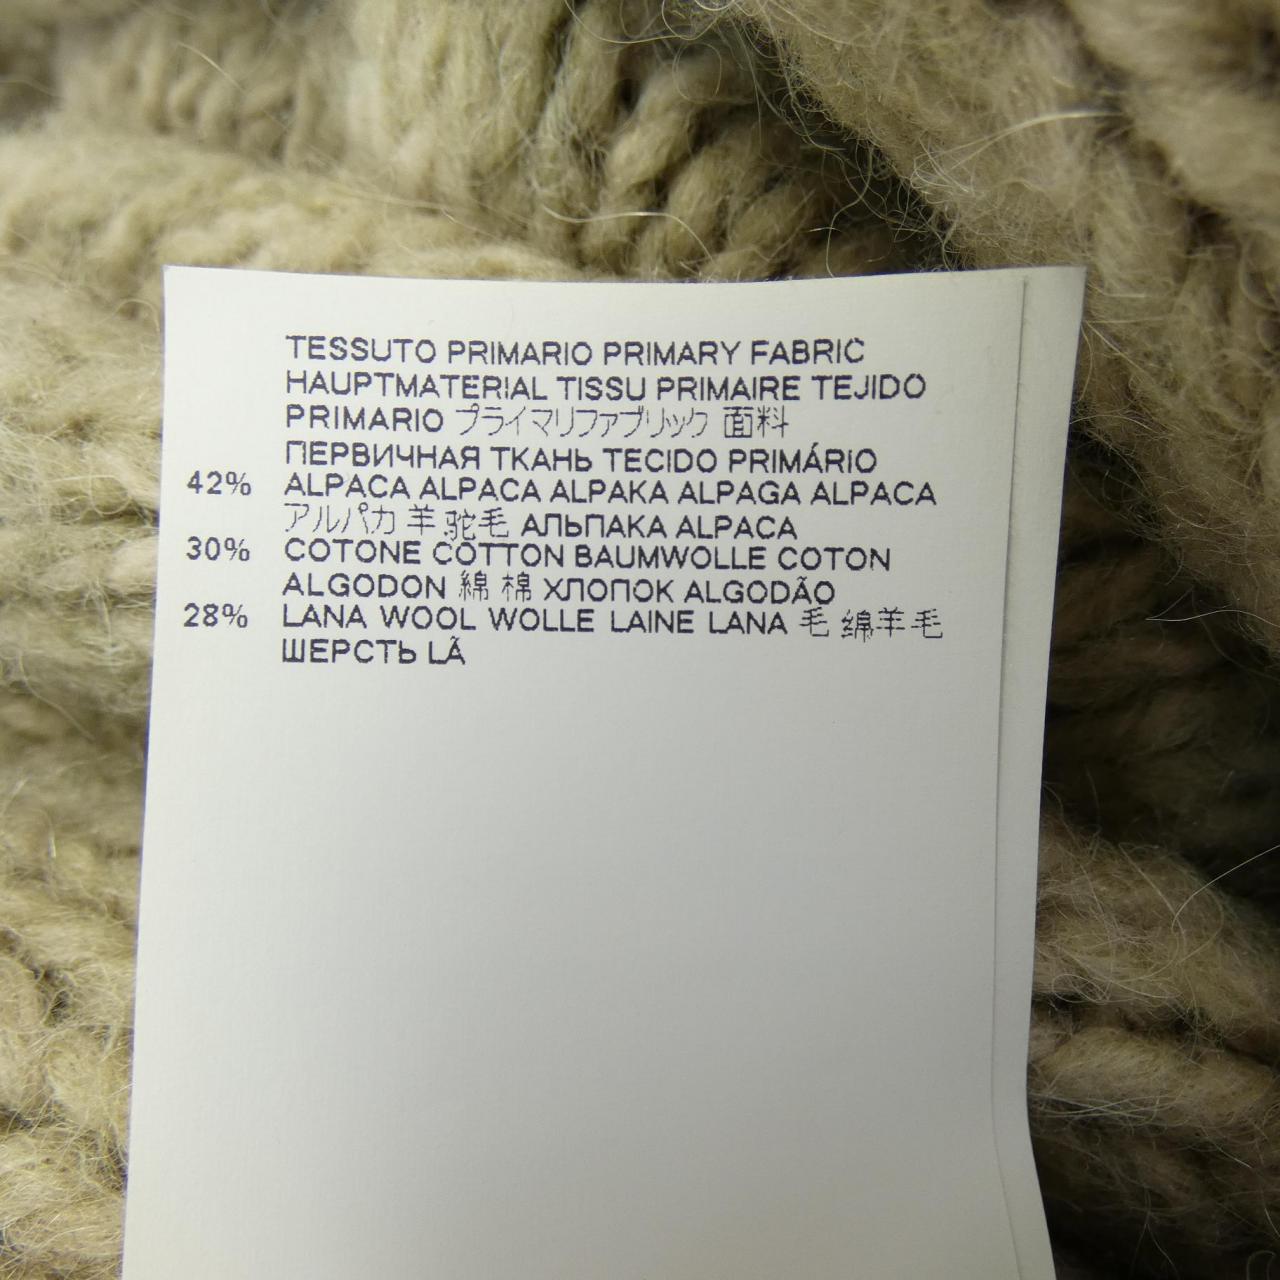 TESSUTO PRIMARIO PRIMARY FABRIC
HAUPTMATERIAL TISSU PRIMAIRE TEJIDO
PRIMARIO プライマリファブリック 面料
ПЕРВИЧНАЯ ТКАНЬ TECIDO PRIMÁRIO
42% ALPACA ALPACA ALPAKA ALPAGA ALPACA
アルパカ 羊驼毛 АЛЬПАКА ALPACA
30% COTONE COTTON BAUMWOLLE COTON
ALGODON 綿 棉 ХЛОПОК ALGODÃO
28% LANA WOOL WOLLE LAINE LANA 毛 绵羊毛
ШЕРСТЬ LÃ